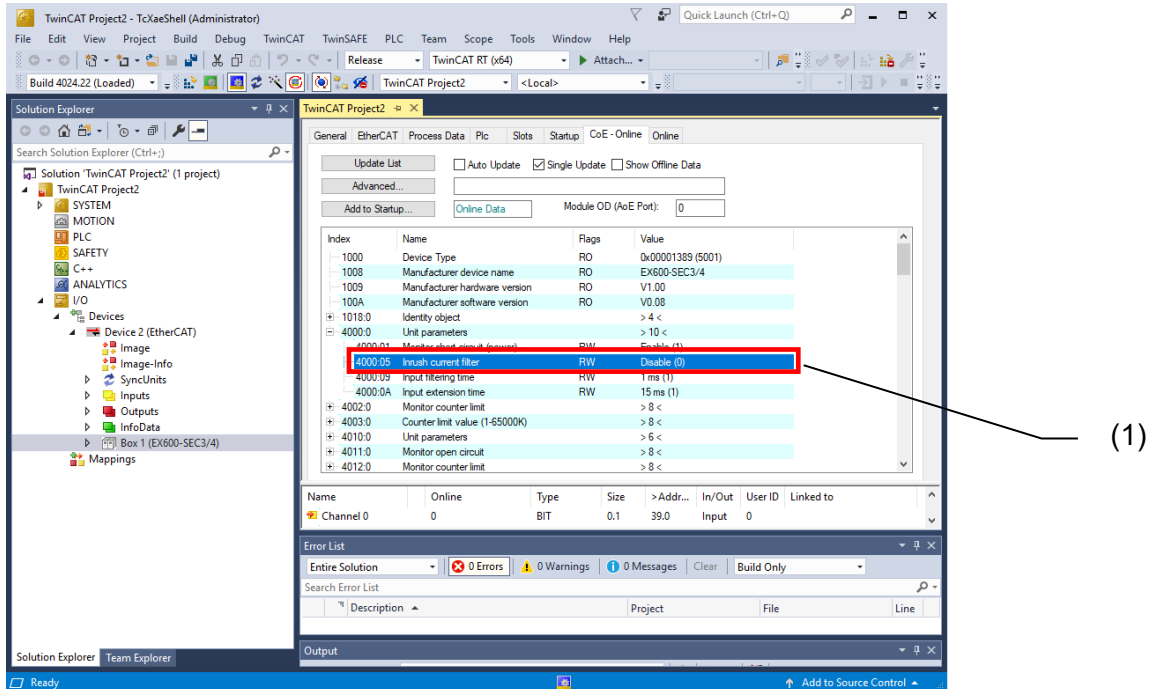 TwinCAT Project2 - TcXaeShell (Administrator) Quick Launch (Ctrl+Q)
File Edit View Project Build Debug TwinCAT TwinSAFE PLC Team Scope Tools Window Help
Release TwinCAT RT (x64) Attach...
Build 4024.22 (Loaded) TwinCAT Project2 <Local>
Solution Explorer
Search Solution Explorer (Ctrl+;)
Solution 'TwinCAT Project2' (1 project)
TwinCAT Project2
SYSTEM
MOTION
PLC
SAFETY
C++
ANALYTICS
I/O
Devices
Device 2 (EtherCAT)
Image
Image-Info
SyncUnits
Inputs
Outputs
InfoData
Box 1 (EX600-SEC3/4)
Mappings
Solution Explorer Team Explorer
TwinCAT Project2
General EtherCAT Process Data Plc Slots Startup CoE - Online Online
Update List Auto Update Single Update Show Offline Data
Advanced...
Add to Startup... Online Data Module OD (AoE Port): 0
Index Name Flags Value
1000 Device Type RO 0x00001389 (5001)
1008 Manufacturer device name RO EX600-SEC3/4
1009 Manufacturer hardware version RO V1.00
100A Manufacturer software version RO V0.08
1018:0 Identity object > 4 <
4000:0 Unit parameters > 10 <
4000:01 Monitor short circuit (power) RW Enable (1)
4000:05 Inrush current filter RW Disable (0)
4000:09 Input filtering time RW 1 ms (1)
4000:0A Input extension time RW 15 ms (1)
4002:0 Monitor counter limit > 8 <
4003:0 Counter limit value (1-65000K) > 8 <
4010:0 Unit parameters > 6 <
4011:0 Monitor open circuit > 8 <
4012:0 Monitor counter limit > 8 <
(1)
Name Online Type Size >Addr... In/Out User ID Linked to
Channel 0 0 BIT 0.1 39.0 Input 0
Error List
Entire Solution 0 Errors 0 Warnings 0 Messages Clear Build Only
Search Error List
Description Project File Line
Output
Ready Add to Source Control